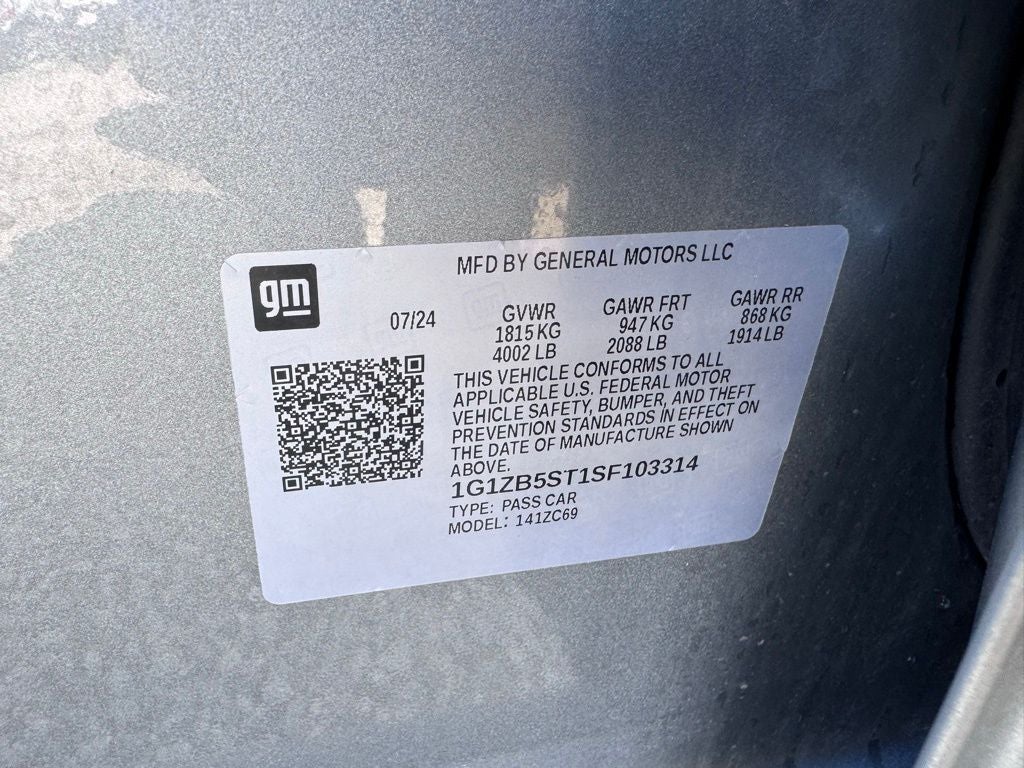 gm
MFD BY GENERAL MOTORS LLC
07/24
GVWR
1815 KG
4002 LB
GAWR FRT
947 KG
2088 LB
GAWR RR
868 KG
1914 LB
THIS VEHICLE CONFORMS TO ALL
APPLICABLE U.S. FEDERAL MOTOR
VEHICLE SAFETY, BUMPER, AND THEFT
PREVENTION STANDARDS IN EFFECT ON
THE DATE OF MANUFACTURE SHOWN
ABOVE.
1G1ZB5ST1SF103314
TYPE: PASS CAR
MODEL: 141ZC69